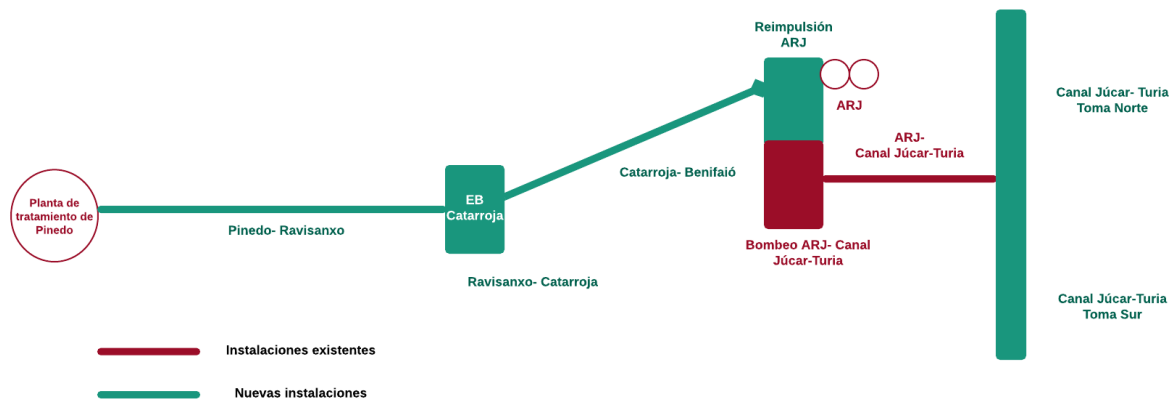 Reimpulsión
ARJ
ARJ
Canal Júcar- Turia
Toma Norte
ARJ-
Canal Júcar-Turia
Catarroja- Benifaió
Planta de
tratamiento de
Pinedo
EB
Catarroja
Pinedo- Ravisanxo
Bombeo ARJ- Canal
Júcar-Turia
Ravisanxo- Catarroja
Canal Júcar-Turia
Toma Sur
Instalaciones existentes
Nuevas instalaciones